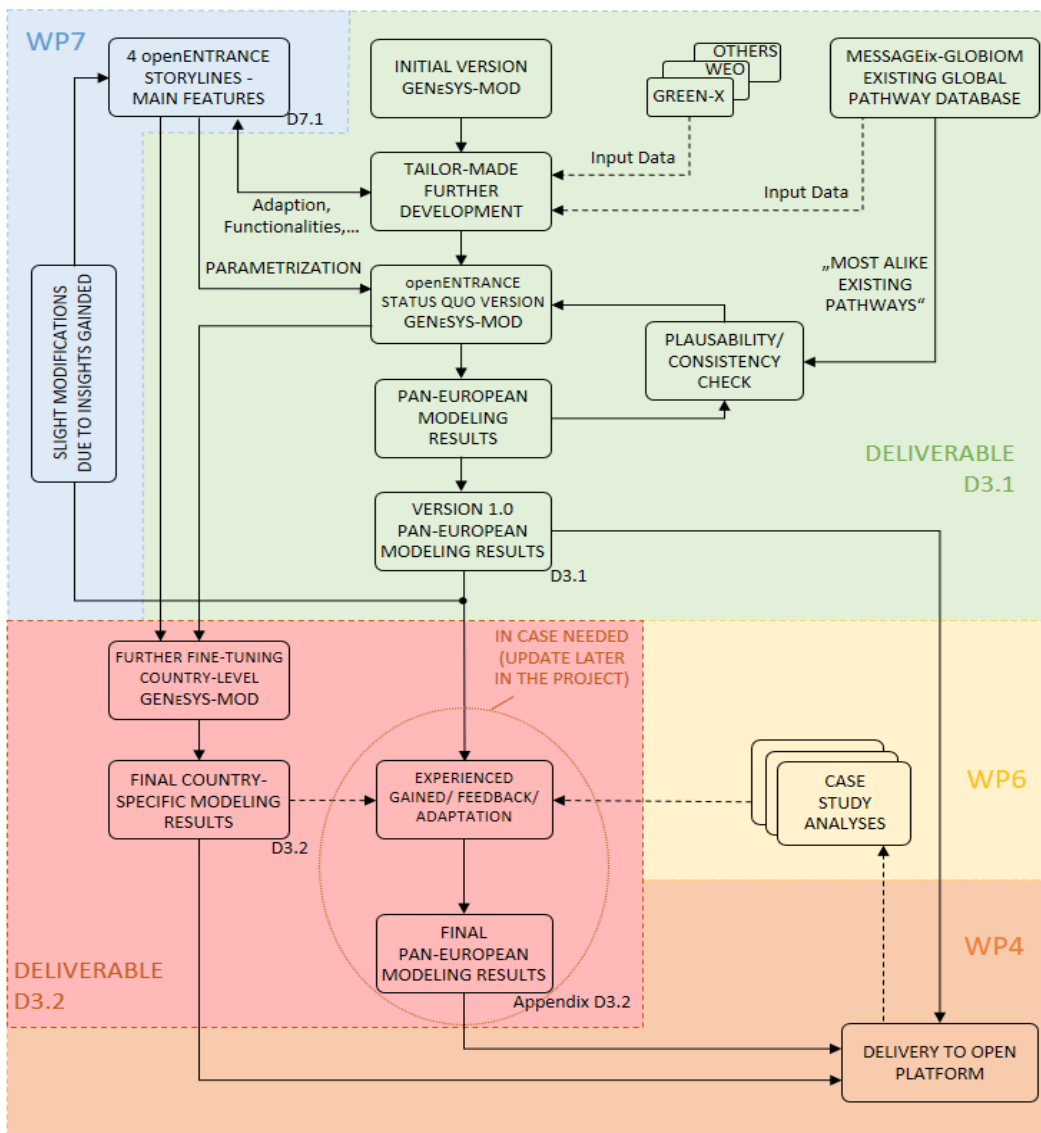 WP7
4 openENTRANCE
STORYLINES -
MAIN FEATURES
D7.1
INITIAL VERSION
GENeSYS-MOD
OTHERS
WEO
GREEN-X
MESSAGEix-GLOBIOM
EXISTING GLOBAL
PATHWAY DATABASE
Input Data
Input Data
TAILOR-MADE
FURTHER
DEVELOPMENT
Adaption,
Functionalities,...
PARAMETRIZATION
openENTRANCE
STATUS QUO VERSION
GENeSYS-MOD
„MOST ALIKE
EXISTING
PATHWAYS“
PLAUSABILITY/
CONSISTENCY
CHECK
SLIGHT MODIFICATIONS
DUE TO INSIGHTS GAINDED
PAN-EUROPEAN
MODELING
RESULTS
DELIVERABLE
D3.1
VERSION 1.0
PAN-EUROPEAN
MODELING RESULTS
D3.1
IN CASE NEEDED
(UPDATE LATER
IN THE PROJECT)
FURTHER FINE-TUNING
COUNTRY-LEVEL
GENeSYS-MOD
FINAL COUNTRY-
SPECIFIC MODELING
RESULTS
D3.2
EXPERIENCED
GAINED/ FEEDBACK/
ADAPTATION
CASE
STUDY
ANALYSES
WP6
FINAL
PAN-EUROPEAN
MODELING RESULTS
Appendix D3.2
DELIVERABLE
D3.2
WP4
DELIVERY TO OPEN
PLATFORM